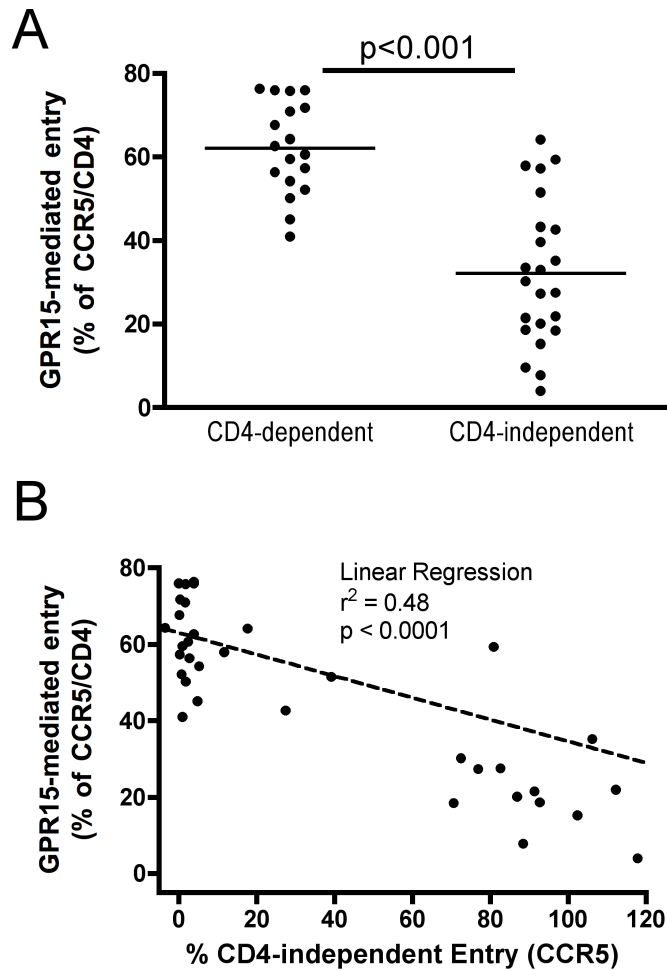 A
p<0.001
GPR15-mediated entry
(% of CCR5/CD4)
80
60
40
20
0
CD4-dependent
CD4-independent
B
Linear Regression
r² = 0.48
p < 0.0001
GPR15-mediated entry
(% of CCR5/CD4)
80
60
40
20
0
0 20 40 60 80 100 120
% CD4-independent Entry (CCR5)